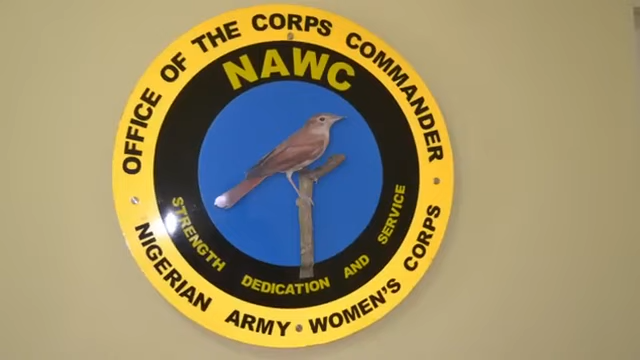 OFFICE OF THE CORPS COMMANDER
NAWC
STRENGTH DEDICATION AND SERVICE
NIGERIAN ARMY WOMEN'S CORPS